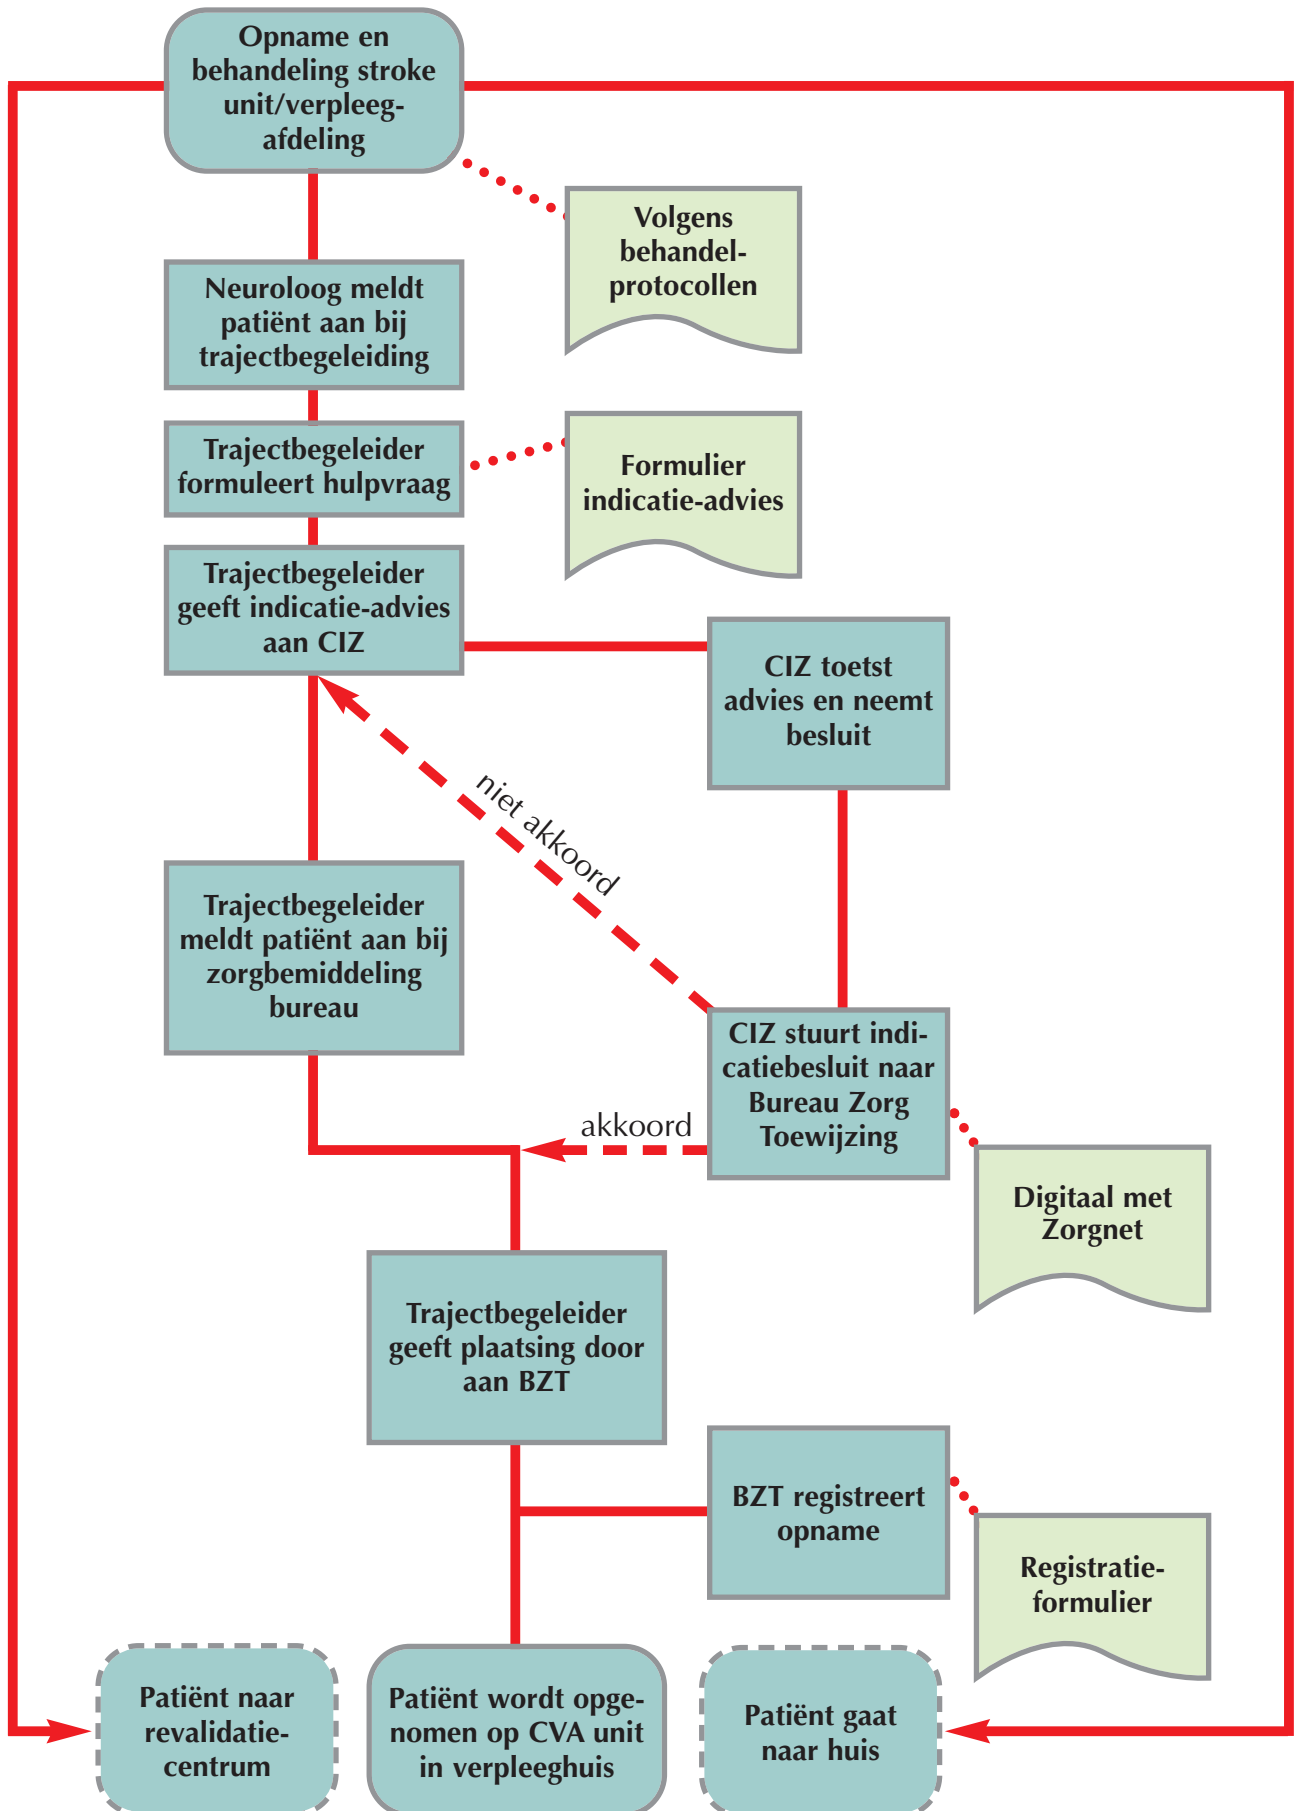 Opname en
behandeling stroke
unit/verpleeg-
afdeling
Volgens
behandel-
protocollen
Neuroloog meldt
patiënt aan bij
trajectbegeleiding
Trajectbegeleider
formuleert hulpvraag
Formulier
indicatie-advies
Trajectbegeleider
geeft indicatie-advies
aan CIZ
CIZ toetst
advies en neemt
besluit
niet akkoord
Trajectbegeleider
meldt patiënt aan bij
zorgbemiddeling
bureau
CIZ stuurt indi-
catiebesluit naar
Bureau Zorg
Toewijzing
akkoord
Digitaal met
Zorgnet
Trajectbegeleider
geeft plaatsing door
aan BZT
BZT registreert
opname
Registratie-
formulier
Patiënt naar
revalidatie-
centrum
Patiënt wordt opge-
nomen op CVA unit
in verpleeghuis
Patiënt gaat
naar huis